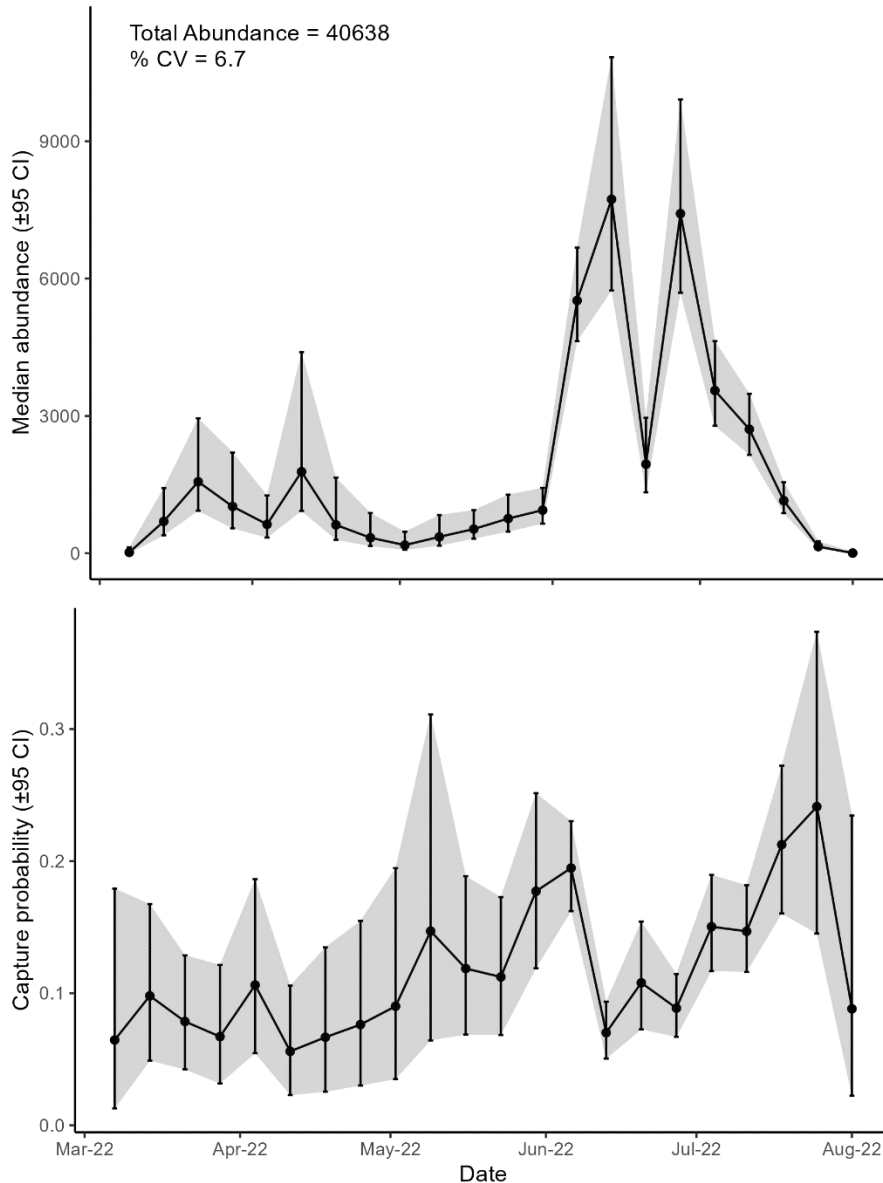 Total Abundance = 40638
% CV = 6.7
Median abundance (±95 CI)
9000
6000
3000
0
Capture probability (±95 CI)
0.3
0.2
0.1
0.0
Mar-22 Apr-22 May-22 Jun-22 Jul-22 Aug-22
Date